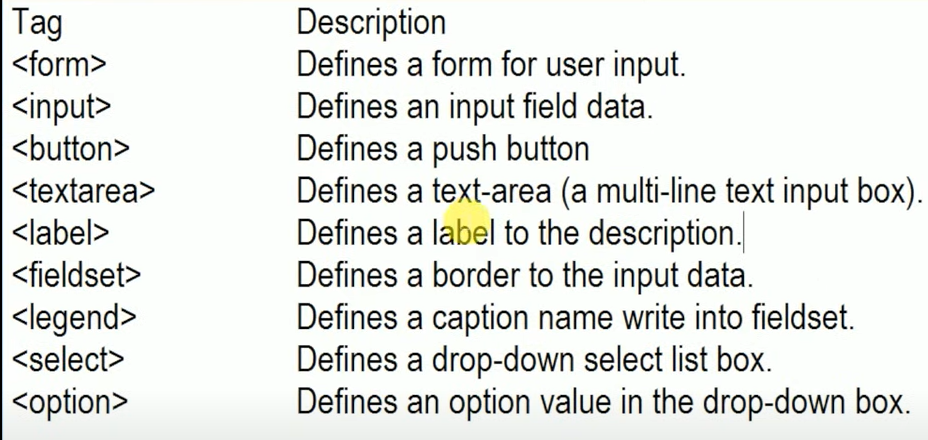 Tag Description
<form> Defines a form for user input.
<input> Defines an input field data.
<button> Defines a push button
<textarea> Defines a text-area (a multi-line text input box).
<label> Defines a label to the description.
<fieldset> Defines a border to the input data.
<legend> Defines a caption name write into fieldset.
<select> Defines a drop-down select list box.
<option> Defines an option value in the drop-down box.